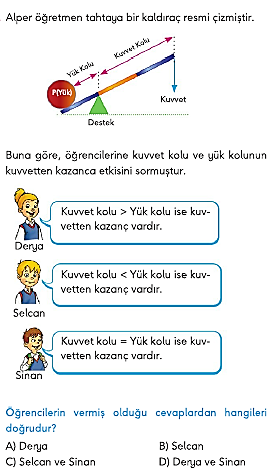 Alper öğretmen tahtaya bir kaldıraç resmi çizmiştir.
Kuvvet Kolu
Yük Kolu
P(Yük)
Kuvvet
Destek
Buna göre, öğrencilerine kuvvet kolu ve yük kolunun
kuvvetten kazanca etkisini sormuştur.
Kuvvet kolu > Yük kolu ise kuv-
vetten kazanç vardır.
Derya
Kuvvet kolu < Yük kolu ise kuv-
vetten kazanç vardır.
Selcan
Kuvvet kolu = Yük kolu ise kuv-
vetten kazanç vardır.
Sinan
Öğrencilerin vermiş olduğu cevaplardan hangileri
doğrudur?
A) Derya B) Selcan
C) Selcan ve Sinan D) Derya ve Sinan